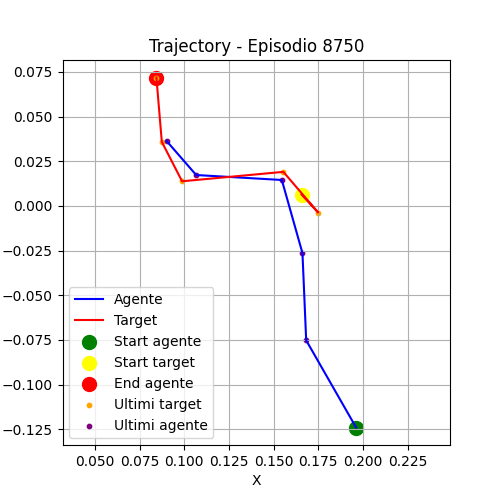 Trajectory - Episodio 8750
0.075
0.050
0.025
0.000
−0.025
−0.050
−0.075
−0.100
−0.125
Agente
Target
Start agente
Start target
End agente
Ultimi target
Ultimi agente
0.050 0.075 0.100 0.125 0.150 0.175 0.200 0.225
X